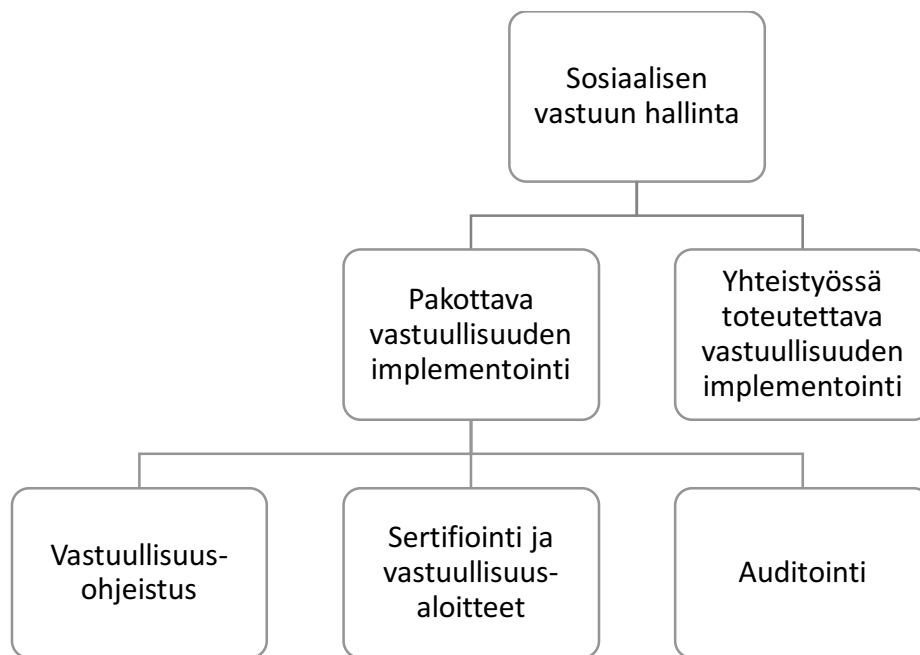 Sosiaalisen
vastuun hallinta
Pakottava
vastuullisuuden
implementointi
Yhteistyössä
toteutettava
vastuullisuuden
implementointi
Vastuullisuus-
ohjeistus
Sertifiointi ja
vastuullisuus-
aloitteet
Auditointi